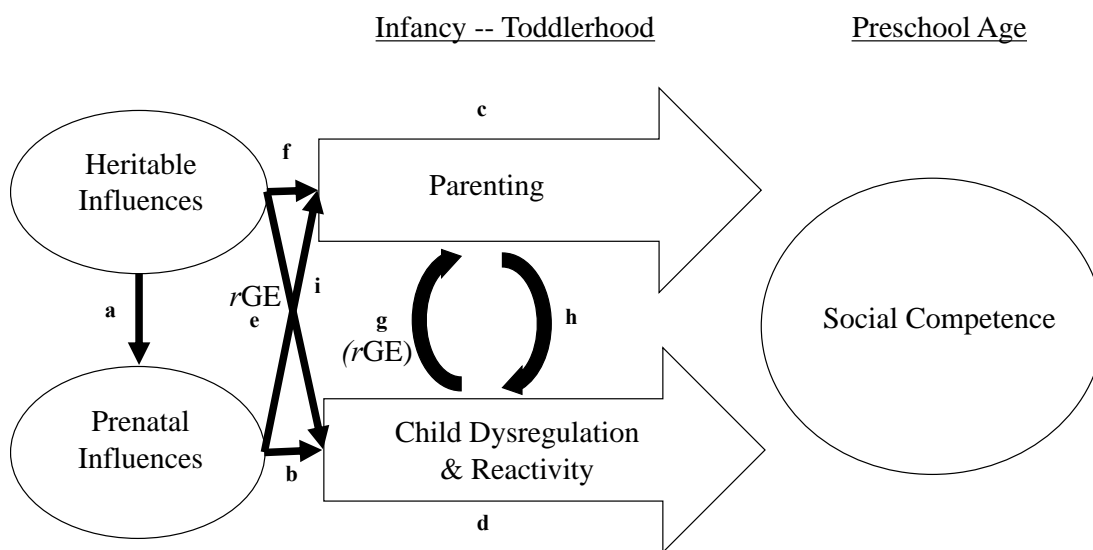 Infancy -- Toddlerhood
Preschool Age
c
f
Heritable
Influences
Parenting
a
rGE
e
i
g
(rGE)
h
Social Competence
Prenatal
Influences
b
Child Dysregulation
& Reactivity
d